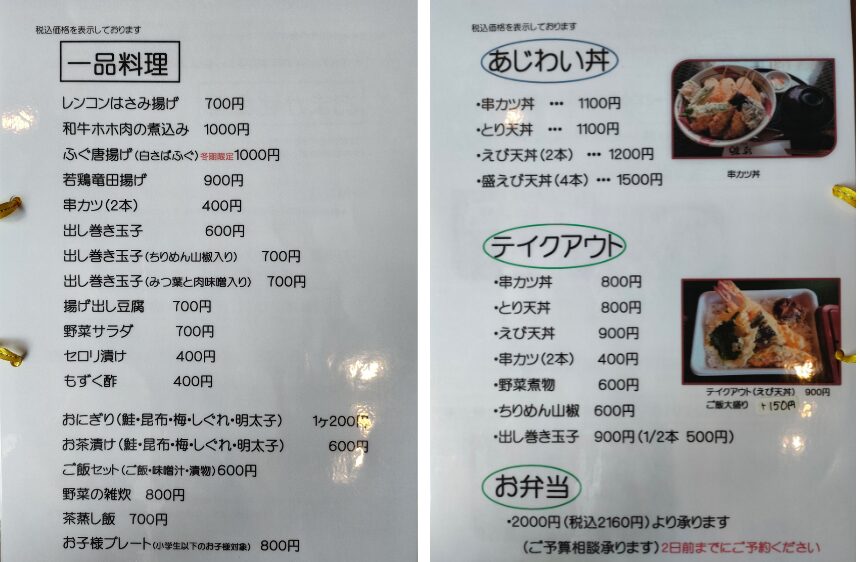 税込価格を表示しております
一品料理
レンコンはさみ揚げ 700円
和牛ホホ肉の煮込み 1000円
ふぐ唐揚げ(白さばふぐ)冬期限定1000円
若鶏竜田揚げ 900円
串カツ(2本) 400円
出し巻き玉子 600円
出し巻き玉子(ちりめん山椒入り) 700円
出し巻き玉子(みつ葉と肉味噌入り) 700円
揚げ出し豆腐 700円
野菜サラダ 700円
セロリ漬け 400円
もずく酢 400円
おにぎり(鮭・昆布・梅・しぐれ・明太子) 1ヶ200円
お茶漬け(鮭・昆布・梅・しぐれ・明太子) 600円
ご飯セット(ご飯・味噌汁・漬物)600円
野菜の雑炊 800円
茶蒸し飯 700円
お子様プレート(小学生以下のお子様対象) 800円
税込価格を表示しております
あじわい丼
・串カツ丼 ・・・ 1100円
・とり天丼 ・・・ 1100円
・えび天丼(2本) ・・・ 1200円
・盛えび天丼(4本) ・・・ 1500円
串カツ丼
テイクアウト
・串カツ丼 800円
・とり天丼 800円
・えび天丼 900円
・串カツ(2本) 400円
・野菜煮物 600円
・ちりめん山椒 600円
・出し巻き玉子 900円(1/2本 500円)
テイクアウト(えび天丼) 900円
ご飯大盛り +150円
お弁当
・2000円(税込2160円)より承ります
(ご予算相談承ります)2日前までにご予約ください